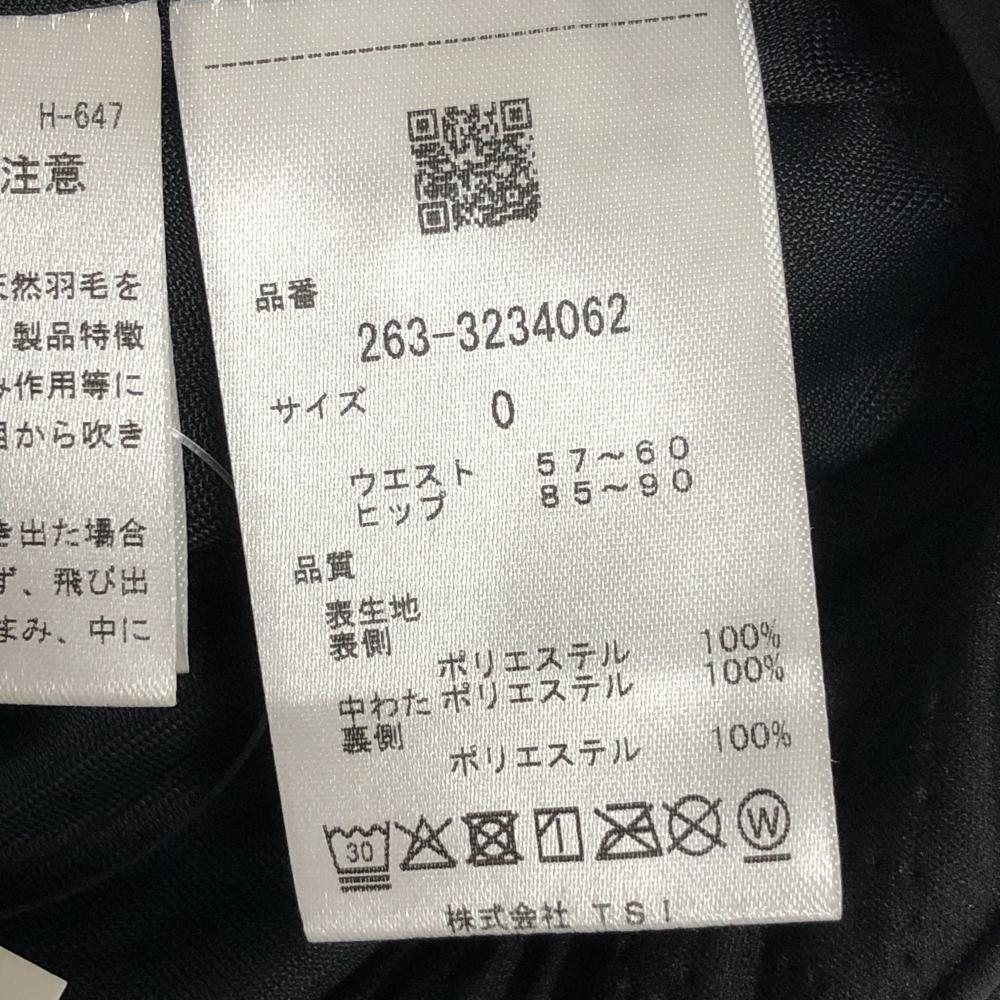 H-647
注意
然羽毛を
製品特徴
作用等に
から吹き
き出た場合
ず、飛び出
まみ、中に
品番
263-3234062
サイズ 0
ウエスト 57~60
ヒップ 85~90
品質
表生地
表側
ポリエステル 100%
中わた ポリエステル 100%
裏側
ポリエステル 100%
30
W
株式会社 TSI